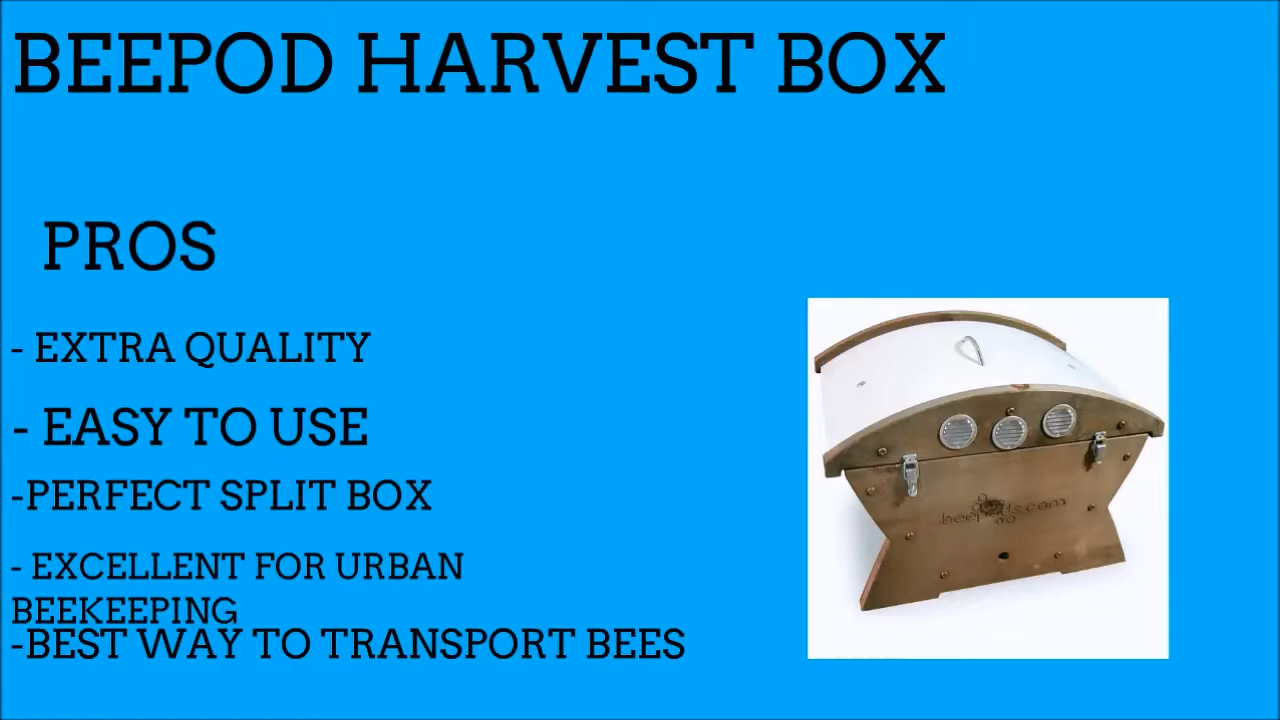 BEEPOD HARVEST BOX
PROS
- EXTRA QUALITY
- EASY TO USE
-PERFECT SPLIT BOX
- EXCELLENT FOR URBAN
BEEKEEPING
-BEST WAY TO TRANSPORT BEES